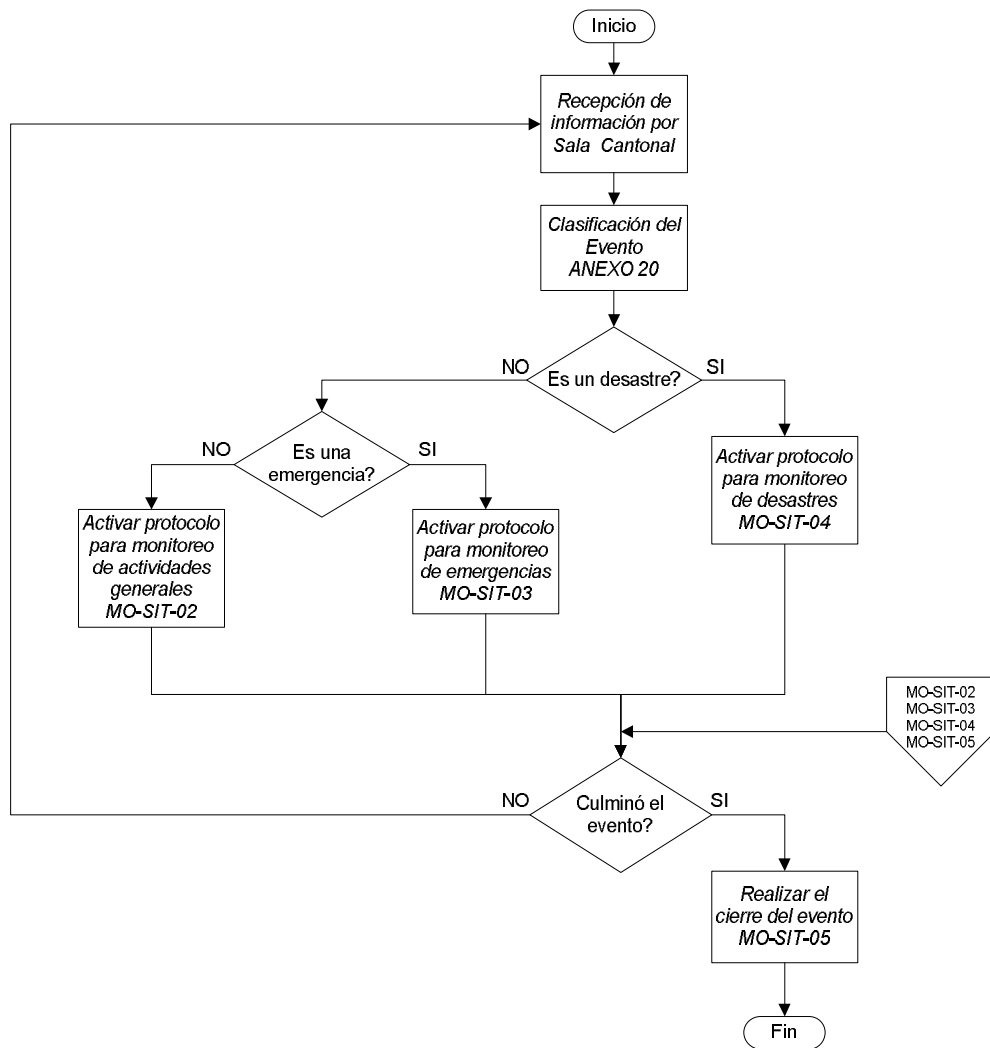 Inicio
Recepción de
información por
Sala Cantonal
Clasificación del
Evento
ANEXO 20
NO
Es un desastre?
SI
NO
Es una
emergencia?
SI
Activar protocolo
para monitoreo
de desastres
MO-SIT-04
Activar protocolo
para monitoreo
de actividades
generales
MO-SIT-02
Activar protocolo
para monitoreo
de emergencias
MO-SIT-03
MO-SIT-02
MO-SIT-03
MO-SIT-04
MO-SIT-05
NO
Culminó el
evento?
SI
Realizar el
cierre del evento
MO-SIT-05
Fin